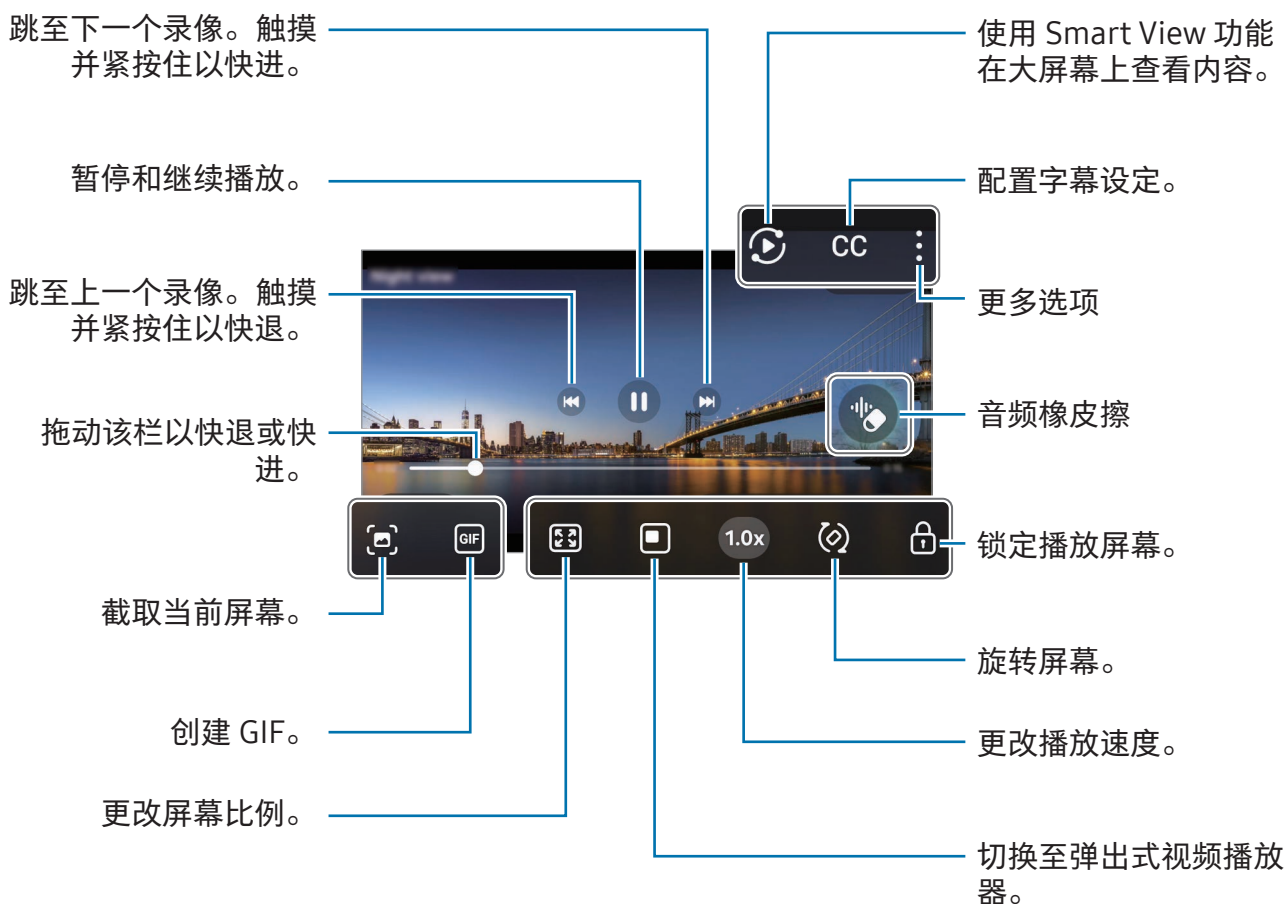 跳至下一个录像。触摸
并紧按住以快进。
使用 Smart View 功能
在大屏幕上查看内容。
暂停和继续播放。
配置字幕设定。
CC
跳至上一个录像。触摸
并紧按住以快退。
更多选项
拖动该栏以快退或快
进。
音频橡皮擦
GIF
1.0x
锁定播放屏幕。
截取当前屏幕。
旋转屏幕。
创建 GIF。
更改播放速度。
更改屏幕比例。
切换至弹出式视频播放
器。